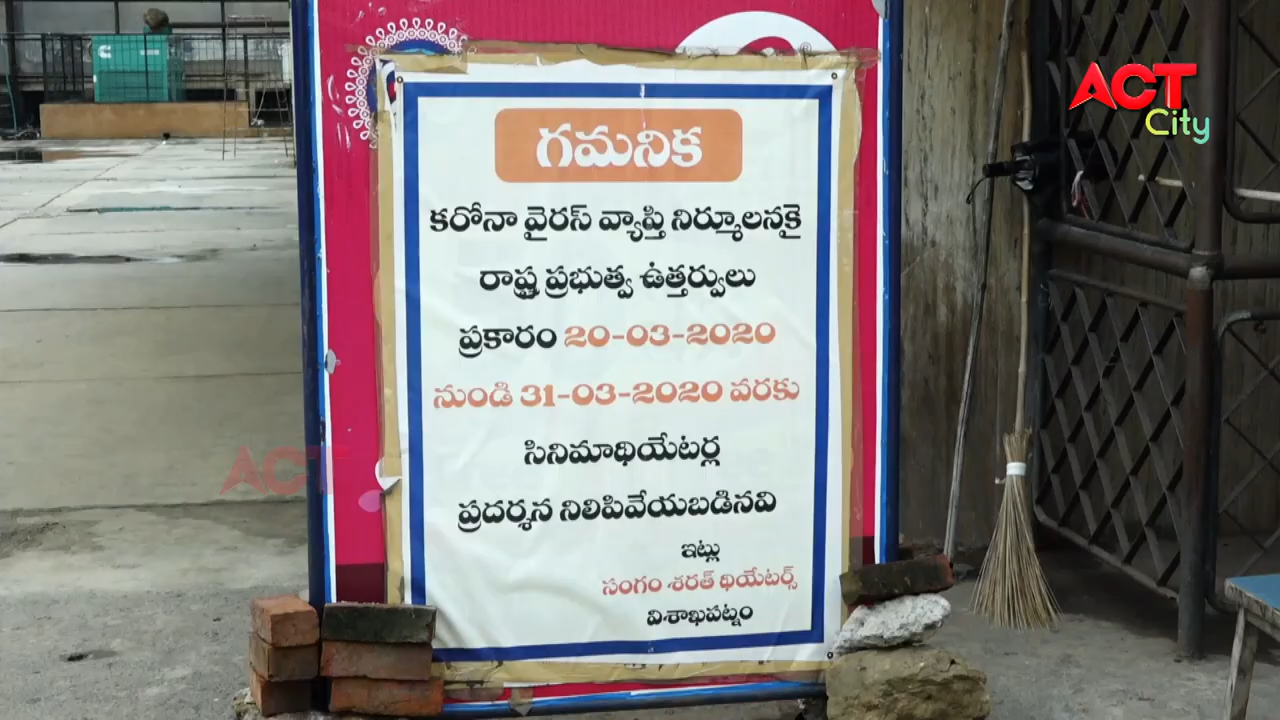 ACT
City
గమనిక
కరోనా వైరస్ వ్యాప్తి నిర్మూలనకై
రాష్ట్ర ప్రభుత్వ ఉత్తర్వులు
ప్రకారం 20-03-2020
నుండి 31-03-2020 వరకు
సినిమాథియేటర్ల
ప్రదర్శన నిలిపివేయబడినవి
ఇట్లు
సంగం శరత్ థియేటర్స్
విశాఖపట్నం
ACT